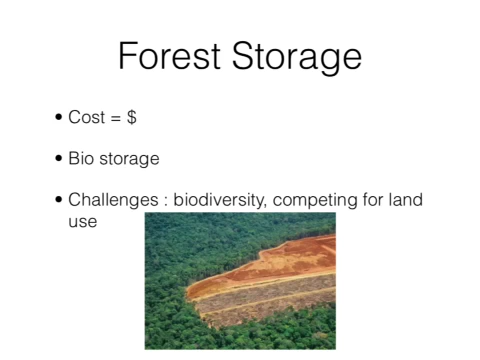 Forest Storage
• Cost = $
• Bio storage
• Challenges : biodiversity, competing for land
use